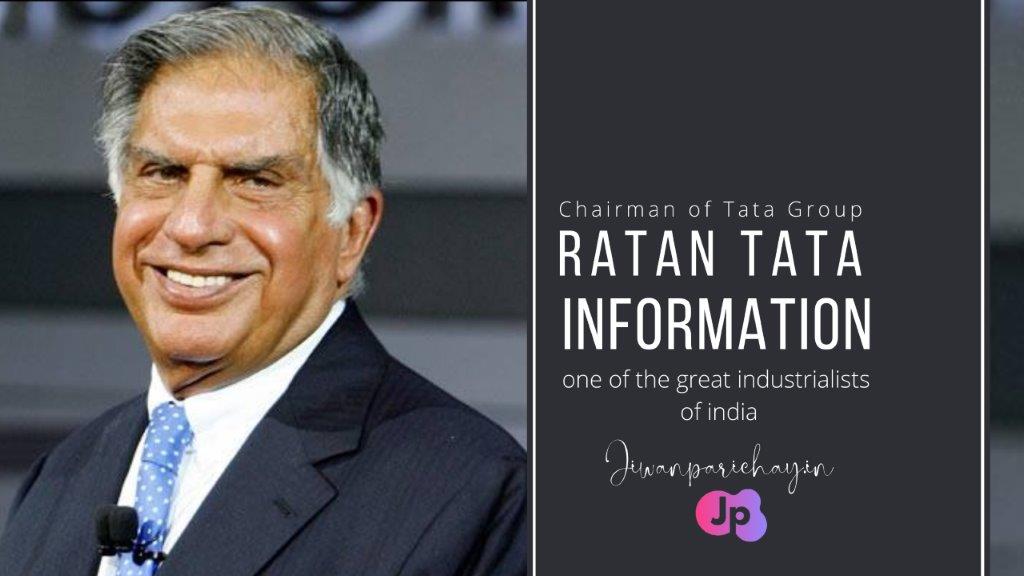 Chairman of Tata Group
RATAN TATA
INFORMATION
one of the great industrialists
of india
Jiwanparichay.in
Jp